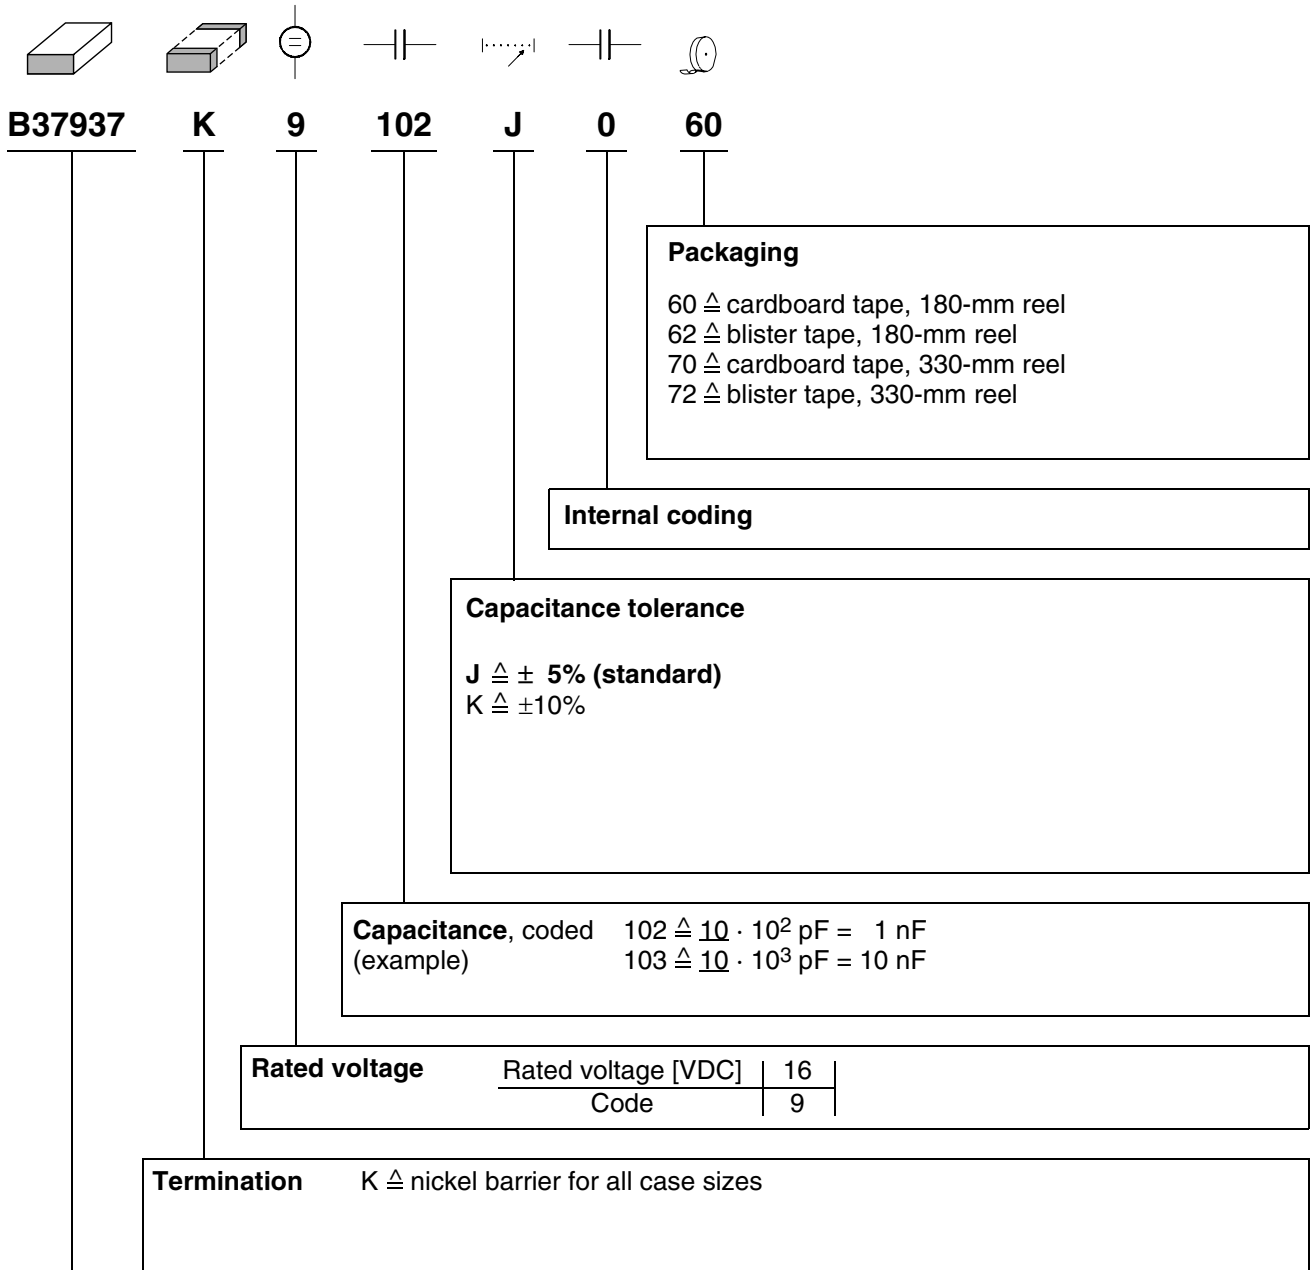 B37937 K 9 102 J 0 60
Packaging
60 ≙ cardboard tape, 180-mm reel
62 ≙ blister tape, 180-mm reel
70 ≙ cardboard tape, 330-mm reel
72 ≙ blister tape, 330-mm reel
Internal coding
Capacitance tolerance
J ≙ ± 5% (standard)
K ≙ ±10%
Capacitance, coded 102 ≙ 10 · 10² pF = 1 nF
(example) 103 ≙ 10 · 10³ pF = 10 nF
Rated voltage Rated voltage [VDC] 16
Code 9
Termination K ≙ nickel barrier for all case sizes